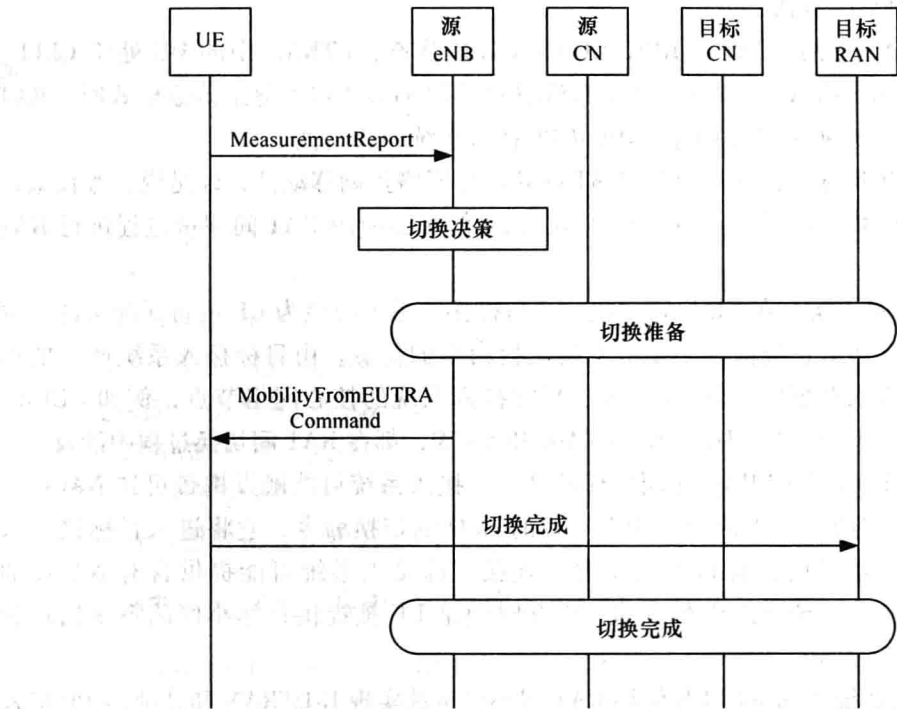 UE
源
eNB
源
CN
目标
CN
目标
RAN
MeasurementReport
切换决策
切换准备
MobilityFromEUTRA
Command
切换完成
切换完成